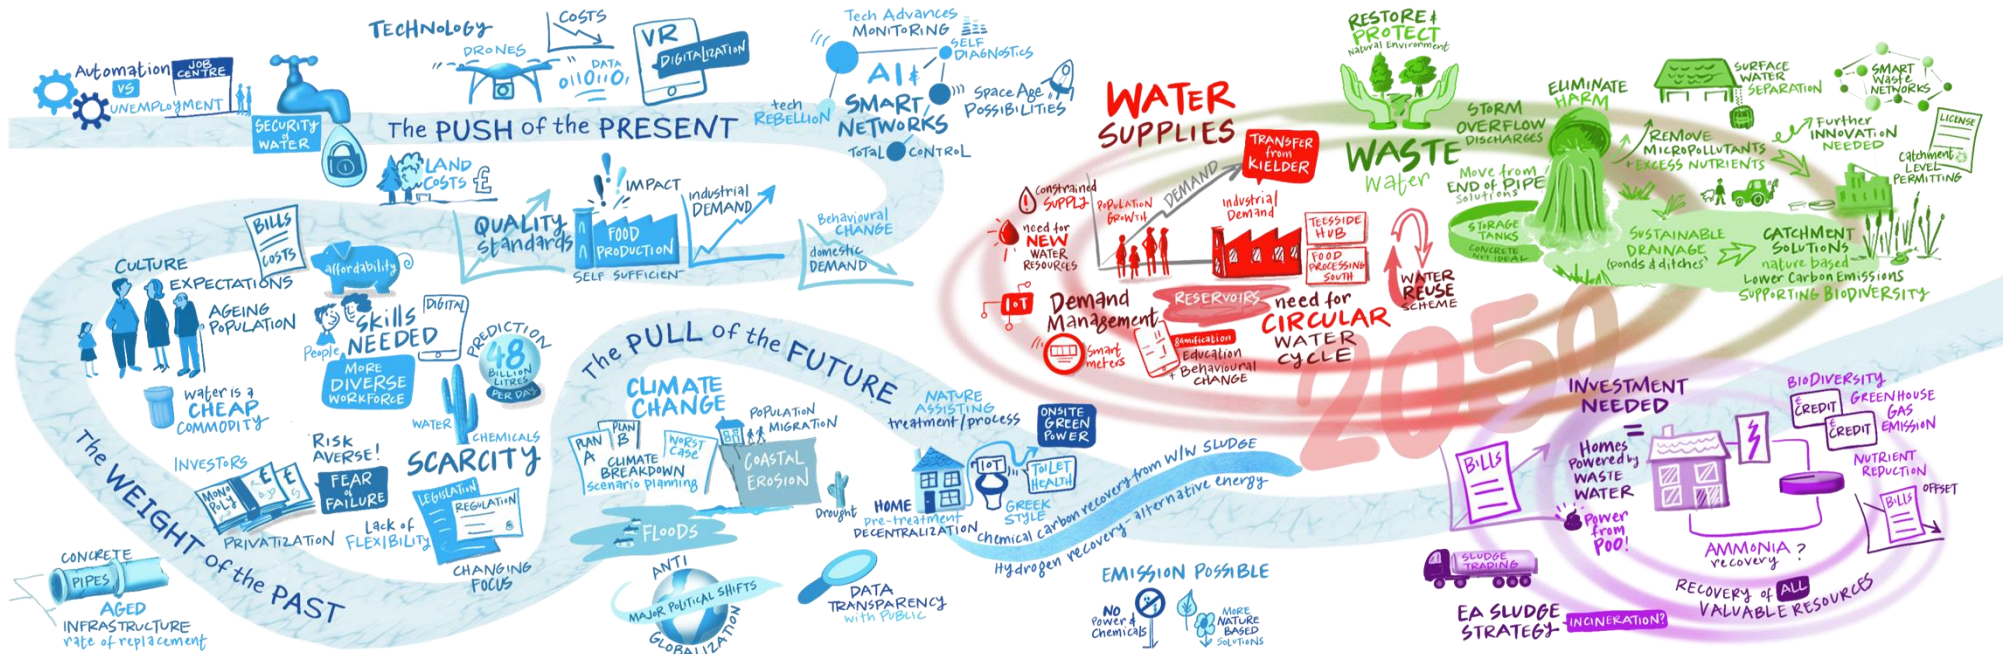 Automation
VS
UNEMPLOYMENT
JOB
CENTRE
SECURITY
of
WATER
TECHNOLOGY
DRONES
COSTS
DATA
VR
DIGITALIZATION
Tech Advances
MONITORING
SELF
DIAGNOSTICS
AI &
SMART
NETWORKS
tech
REBELLION
Space Age
POSSIBILITIES
TOTAL CONTROL
The PUSH of the PRESENT
LAND
COSTS £
QUALITY
Standards
IMPACT
FOOD
PRODUCTION
SELF SUFFICIENT
industrial
DEMAND
Behavioural
CHANGE
domestic
DEMAND
BILLS
COSTS
CULTURE
EXPECTATIONS
AGEING
POPULATION
affordability
People
Skills
NEEDED
DIGITAL
MORE
DIVERSE
WORKFORCE
PREDICTION
48
BILLION
LITRES
PER DAY
water is a
CHEAP
COMMODITY
WATER
CHEMICALS
SCARCITY
INVESTORS
MONOPOLY
£ £
PRIVATIZATION
RISK
AVERSE!
FEAR
of
FAILURE
Lack of
FLEXIBILITY
LEGISLATION
REGULATION
CHANGING
FOCUS
The WEIGHT of the PAST
CONCRETE
PIPES
AGED
INFRASTRUCTURE
rate of replacement
The PULL of the FUTURE
CLIMATE
CHANGE
PLAN
A
PLAN
B
WORST
CASE
CLIMATE
BREAKDOWN
Scenario planning
POPULATION
MIGRATION
COASTAL
EROSION
Drought
FLOODS
ANTI
GLOBALIZATION
MAJOR POLITICAL SHIFTS
DATA
TRANSPARENCY
with PUBLIC
NATURE
ASSISTING
treatment/process
ONSITE
GREEN
POWER
IOT
TOILET
HEALTH
GREEK
STYLE
HOME
Pre-treatment
DECENTRALIZATION
chemical carbon recovery from W/W SLUDGE
Hydrogen recovery - alternative energy
EMISSION POSSIBLE
NO
Power &
Chemicals
MORE
NATURE
BASED
SOLUTIONS
WATER
SUPPLIES
constrained
SUPPLY
need for
NEW
WATER
RESOURCES
POPULATION
GROWTH
DEMAND
TRANSFER
from
KIELDER
Industrial
Demand
TEESSIDE
HUB
FOOD
PROCESSING
SOUTH
WATER
REUSE
SCHEME
IOT
Demand
Management
Smart
meters
RESERVOIRS
gamification
Education
+ Behavioural
CHANGE
need for
CIRCULAR
WATER
CYCLE
2050
RESTORE &
PROTECT
Natural Environment
WASTE
Water
STORM
OVERFLOW
DISCHARGES
ELIMINATE
HARM
Move from
END of PIPE
Solutions
STORAGE
TANKS
CONCRETE
NOT IDEAL
SURFACE
WATER
SEPARATION
SMART
Waste
NETWORKS
REMOVE
MICROPOLLUTANTS
+ EXCESS NUTRIENTS
Further
INNOVATION
NEEDED
LICENSE
Catchment
LEVEL
PERMITTING
SUSTAINABLE
DRAINAGE
(ponds & ditches)
CATCHMENT
SOLUTIONS
nature based
Lower Carbon Emissions
SUPPORTING BIODIVERSITY
INVESTMENT
NEEDED
=
BILLS
Homes
Powered by
WASTE
WATER
Power
from
POO!
BIODIVERSITY
€
CREDIT
GREENHOUSE
GAS
EMISSION
€
CREDIT
NUTRIENT
REDUCTION
BILLS
OFFSET
AMMONIA ?
recovery
SLUDGE
TRADING
RECOVERY of ALL
VALUABLE RESOURCES
EA SLUDGE
STRATEGY
INCINERATION?